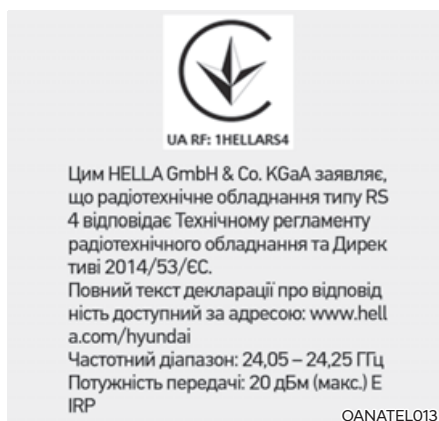 UA RF: 1HELLARS4
Цим HELLA GmbH & Co. KGaA заявляє,
що радіотехнічне обладнання типу RS
4 відповідає Технічному регламенту
радіотехнічного обладнання та Дирек
тиві 2014/53/ЄС.
Повний текст декларації про відповід
ність доступний за адресою: www.hell
a.com/hyundai
Частотний діапазон: 24,05 – 24,25 ГГц
Потужність передачі: 20 дБм (макс.) E
IRP
OANATEL013